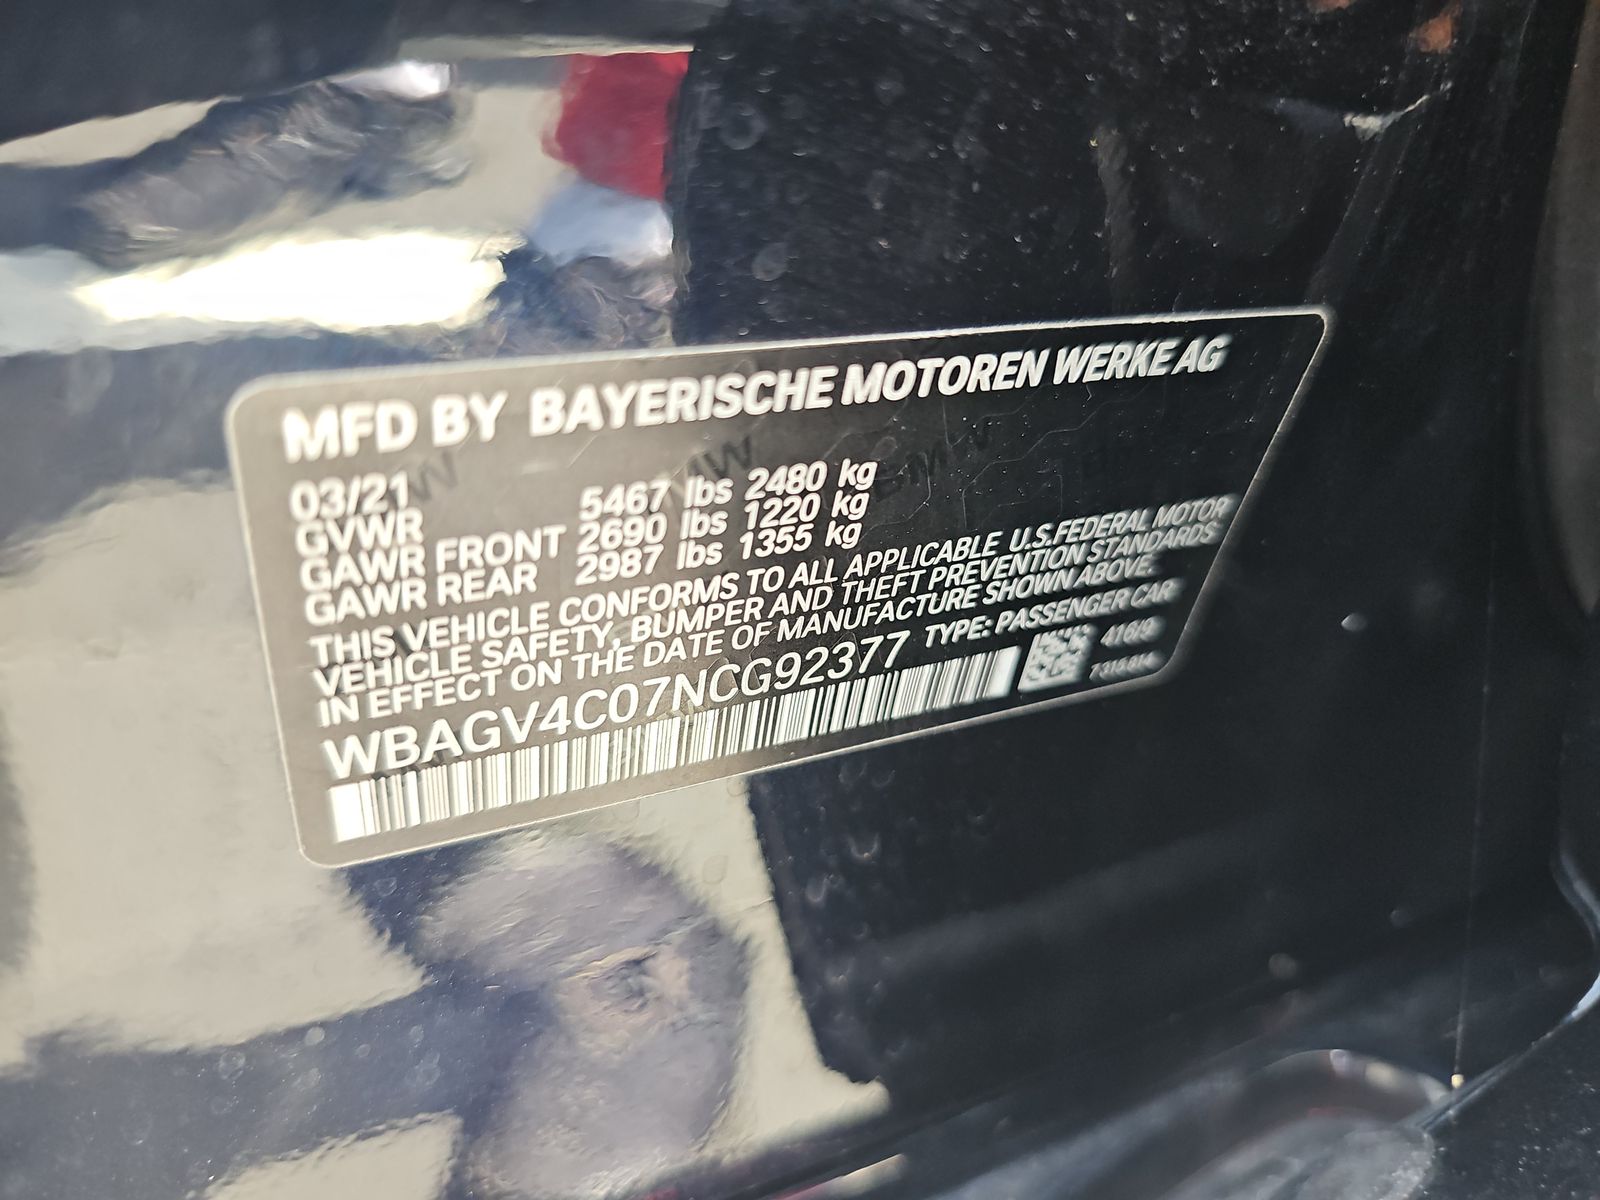 MFD BY BAYERISCHE MOTOREN WERKE AG
03/21
GVWR 5467 lbs 2480 kg
GAWR FRONT 2690 lbs 1220 kg
GAWR REAR 2987 lbs 1355 kg
THIS VEHICLE CONFORMS TO ALL APPLICABLE U.S.FEDERAL MOTOR
VEHICLE SAFETY, BUMPER AND THEFT PREVENTION STANDARDS
IN EFFECT ON THE DATE OF MANUFACTURE SHOWN ABOVE.
WBAGV4C07NCG92377 TYPE: PASSENGER CAR